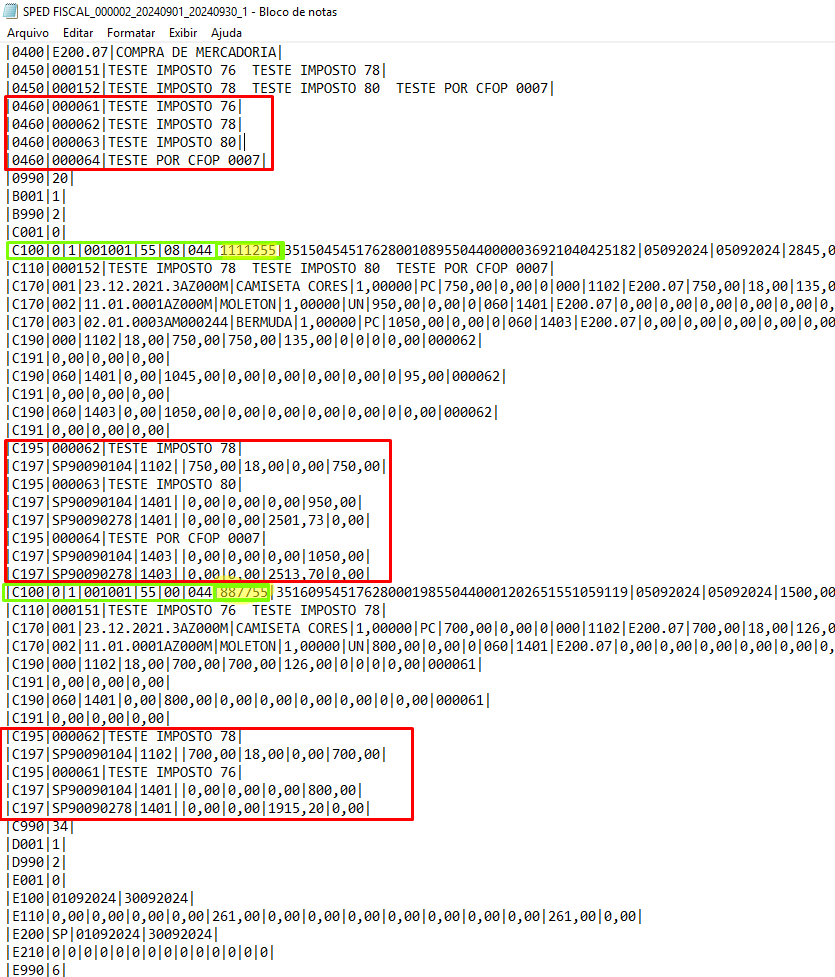 SPED FISCAL_000002_20240901_20240930_1 - Bloco de notas
Arquivo Editar Formatar Exibir Ajuda
|0400|E200.07|COMPRA DE MERCADORIA|
|0450|000151|TESTE IMPOSTO 76  TESTE IMPOSTO 78|
|0450|000152|TESTE IMPOSTO 78  TESTE IMPOSTO 80  TESTE POR CFOP 0007|
|0460|000061|TESTE IMPOSTO 76|
|0460|000062|TESTE IMPOSTO 78|
|0460|000063|TESTE IMPOSTO 80|
|0460|000064|TESTE POR CFOP 0007|
|0990|20|
|B001|1|
|B990|2|
|C001|0|
|C100|0|1|001001|55|08|044|1111255|35150454517628001089550440000036921040425182|05092024|05092024|2845,0
|C110|000152|TESTE IMPOSTO 78  TESTE IMPOSTO 80  TESTE POR CFOP 0007|
|C170|001|23.12.2021.3AZ000M|CAMISETA CORES|1,00000|PC|750,00|0,00|0|000|1102|E200.07|750,00|18,00|135,0
|C170|002|11.01.0001AZ000M|MOLETON|1,00000|UN|950,00|0,00|0|060|1401|E200.07|0,00|0,00|0,00|0,00|0,00|0,
|C170|003|02.01.0003AM000244|BERMUDA|1,00000|PC|1050,00|0,00|0|060|1403|E200.07|0,00|0,00|0,00|0,00|0,00
|C190|000|1102|18,00|750,00|750,00|135,00|0|0|0|0,00|000062|
|C191|0,00|0,00|0,00|
|C190|060|1401|0,00|1045,00|0,00|0,00|0,00|0,00|0|95,00|000062|
|C191|0,00|0,00|0,00|
|C190|060|1403|0,00|1050,00|0,00|0,00|0,00|0,00|0|0,00|000062|
|C191|0,00|0,00|0,00|
|C195|000062|TESTE IMPOSTO 78|
|C197|SP90090104|1102||750,00|18,00|0,00|750,00|
|C195|000063|TESTE IMPOSTO 80|
|C197|SP90090104|1401||0,00|0,00|0,00|950,00|
|C197|SP90090278|1401||0,00|0,00|2501,73|0,00|
|C195|000064|TESTE POR CFOP 0007|
|C197|SP90090104|1403||0,00|0,00|0,00|1050,00|
|C197|SP90090278|1403||0,00|0,00|2513,70|0,00|
|C100|0|1|001001|55|00|044|887755|35160954517628000198550440001202651551059119|05092024|05092024|1500,00
|C110|000151|TESTE IMPOSTO 76  TESTE IMPOSTO 78|
|C170|001|23.12.2021.3AZ000M|CAMISETA CORES|1,00000|PC|700,00|0,00|0|000|1102|E200.07|700,00|18,00|126,0
|C170|002|11.01.0001AZ000M|MOLETON|1,00000|UN|800,00|0,00|0|060|1401|E200.07|0,00|0,00|0,00|0,00|0,00|0,
|C190|000|1102|18,00|700,00|700,00|126,00|0|0|0|0,00|000061|
|C191|0,00|0,00|0,00|
|C190|060|1401|0,00|800,00|0,00|0,00|0,00|0,00|0|0,00|000061|
|C191|0,00|0,00|0,00|
|C195|000062|TESTE IMPOSTO 78|
|C197|SP90090104|1102||700,00|18,00|0,00|700,00|
|C195|000061|TESTE IMPOSTO 76|
|C197|SP90090104|1401||0,00|0,00|0,00|800,00|
|C197|SP90090278|1401||0,00|0,00|1915,20|0,00|
|C990|34|
|D001|1|
|D990|2|
|E001|0|
|E100|01092024|30092024|
|E110|0,00|0,00|0,00|0,00|261,00|0,00|0,00|0,00|0,00|0,00|0,00|0,00|261,00|0,00|
|E200|SP|01092024|30092024|
|E210|0|0|0|0|0|0|0|0|0|0|0|0|0|0|
|E990|6|